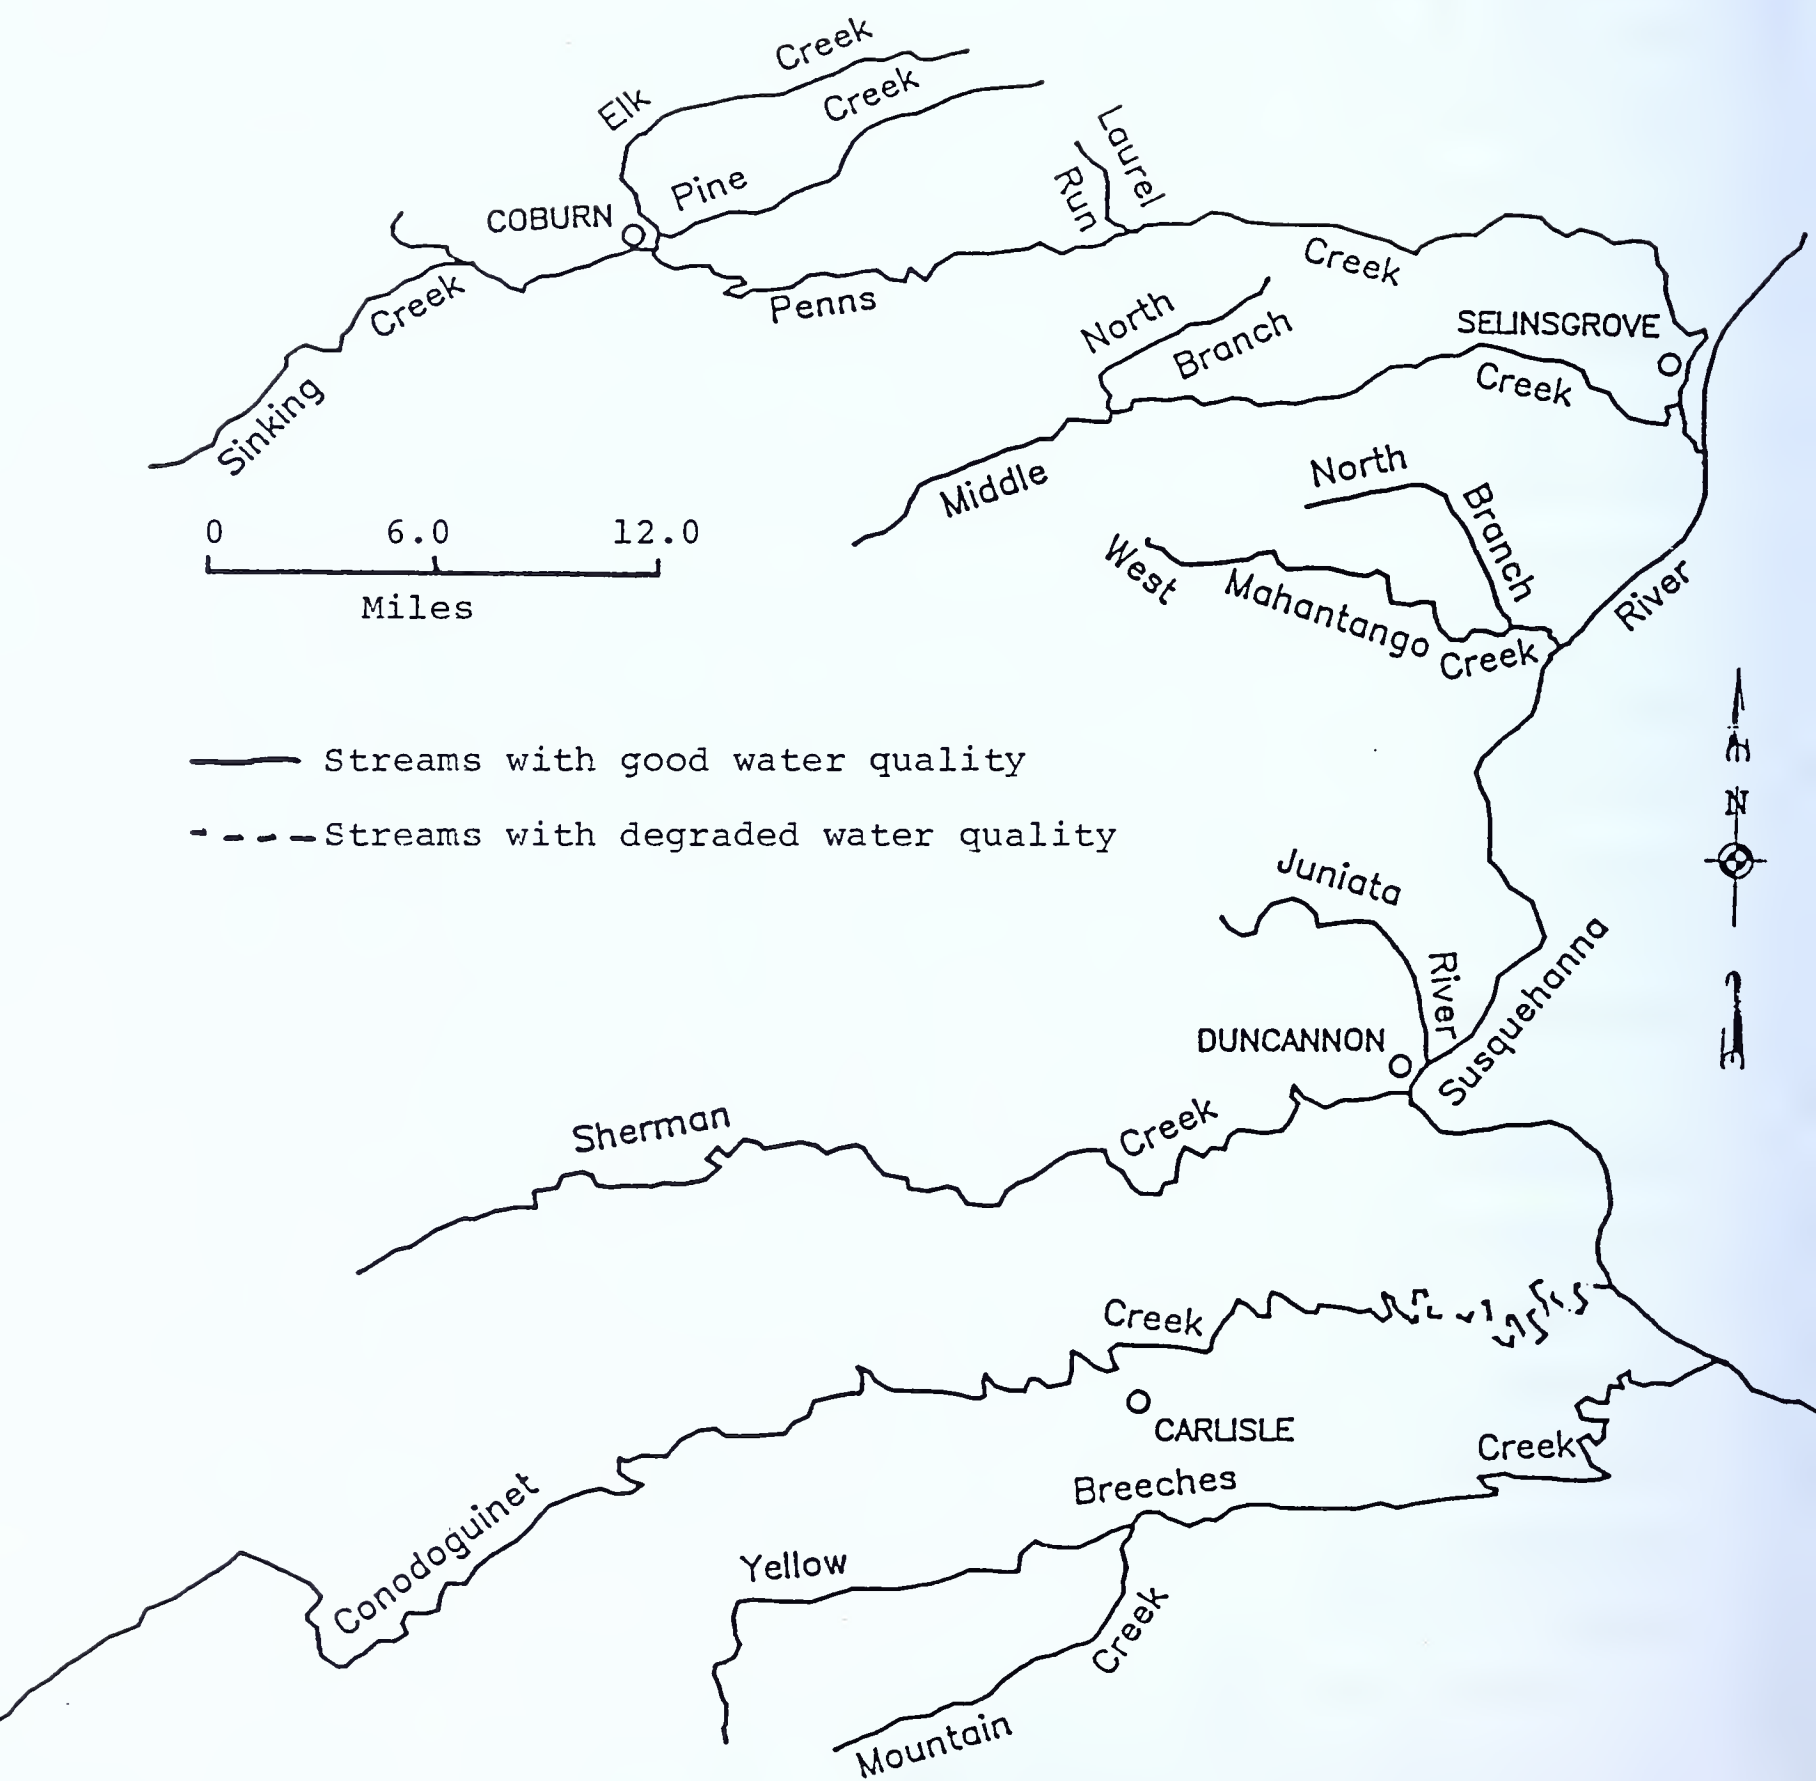 Creek
Elk
Creek
Pine
Laurel
Run
COBURN
Creek
Penns
Creek
Sinking
North
Branch
SELINSGROVE
Creek
Middle
North
Branch
0 6.0 12.0
Miles
West
Mahantango
Creek
River
Streams with good water quality
Streams with degraded water quality
N
Juniata
River
DUNCANNON
Susquehanna
Sherman
Creek
Creek
CARLISLE
Conodoguinet
Creek
Breeches
Yellow
Creek
Mountain